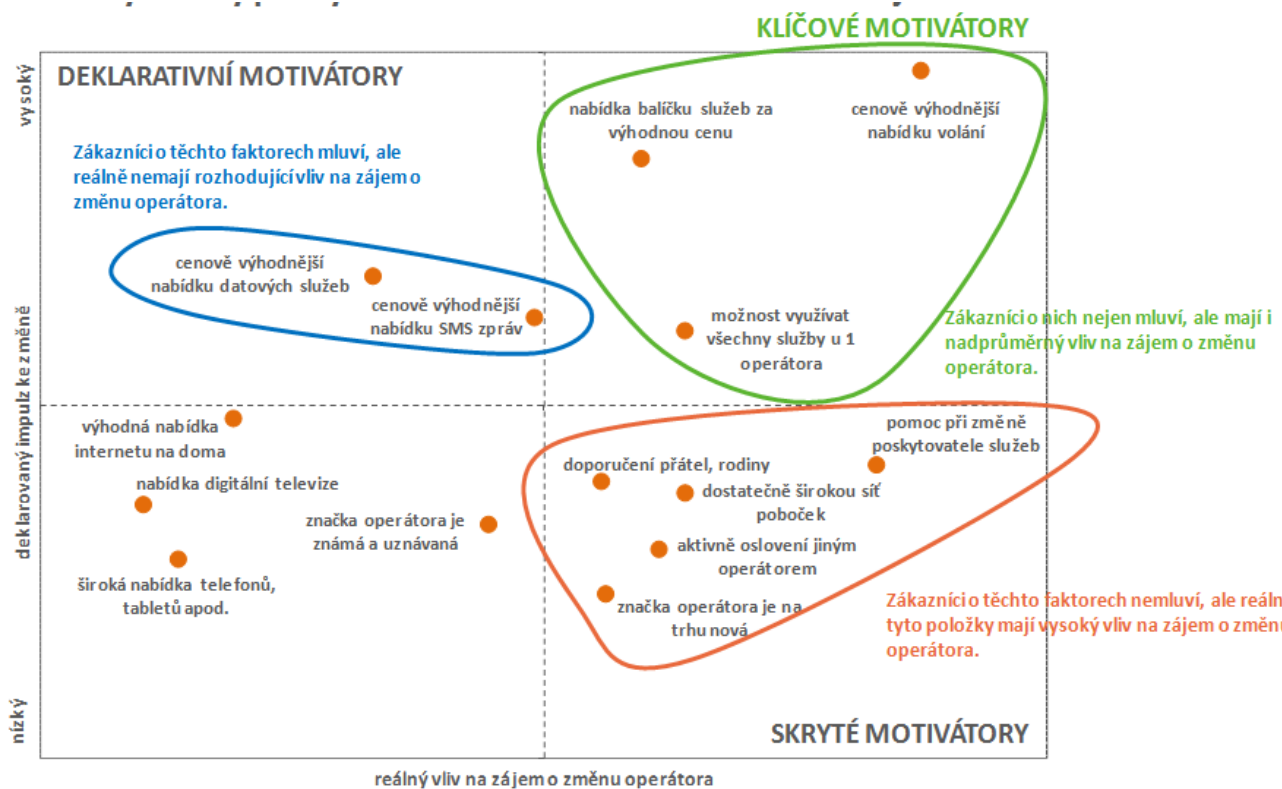 KLÍČOVÉ MOTIVÁTORY
DEKLARATIVNÍ MOTIVÁTORY
vysoký
nabídka balíčku služeb za
výhodnou cenu
cenově výhodnější
nabídku volání
Zákazníci o těchto faktorech mluví, ale
reálně nemají rozhodující vliv na zájem o
změnu operátora.
cenově výhodnější
nabídku datových služeb
cenově výhodnější
nabídku SMS zpráv
možnost využívat
všechny služby u 1
operátora
Zákazníci o nich nejen mluví, ale mají i
nadprůměrný vliv na zájem o změnu
operátora.
deklarovaný impulz ke změně
výhodná nabídka
internetu na doma
nabídka digitální televize
značka operátora je
známá a uznávaná
široká nabídka telefonů,
tabletů apod.
pomoc při změně
poskytovatele služeb
doporučení přátel, rodiny
dostatečně širokou síť
poboček
aktivně oslovení jiným
operátorem
značka operátora je na
trhu nová
Zákazníci o těchto faktorech nemluví, ale reáln
tyto položky mají vysoký vliv na zájem o změnu
operátora.
nízký
SKRYTÉ MOTIVÁTORY
reálný vliv na zájem o změnu operátora